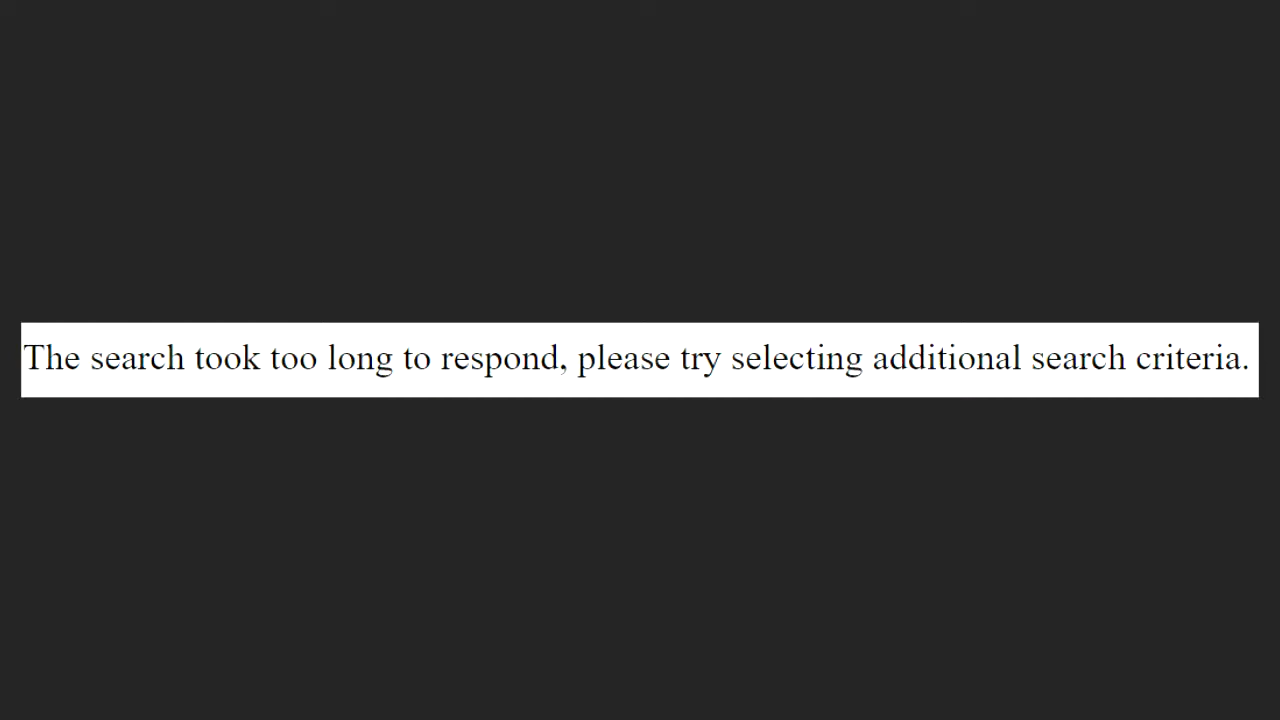 The search took too long to respond, please try selecting additional search criteria.